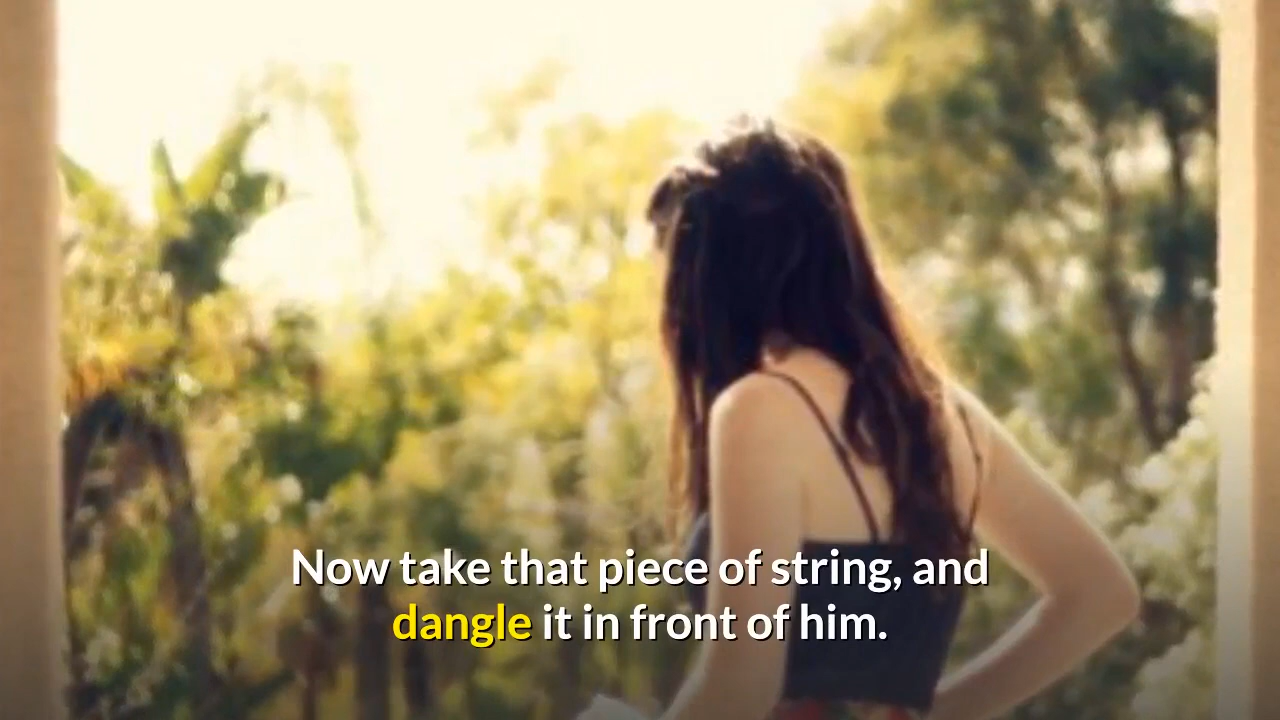 Now take that piece of string, and
dangle it in front of him.